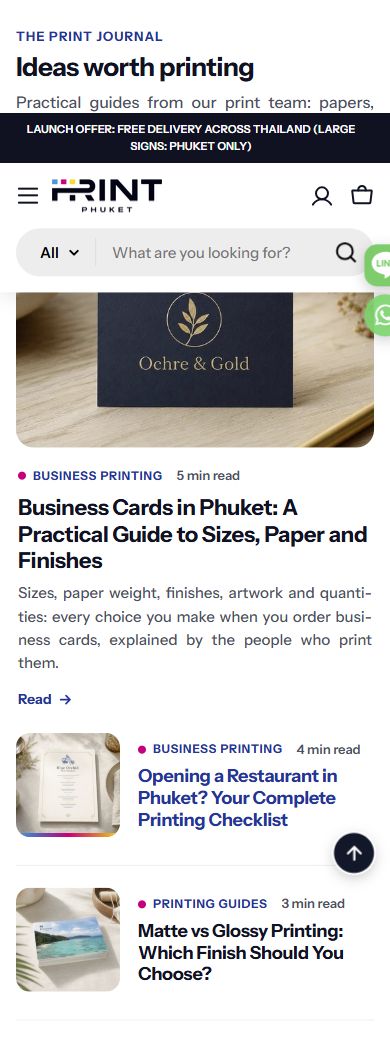 THE PRINT JOURNAL
Ideas worth printing
Practical guides from our print team: papers,
LAUNCH OFFER: FREE DELIVERY ACROSS THAILAND (LARGE
SIGNS: PHUKET ONLY)
PRINT
PHUKET
All
What are you looking for?
LIN
Ochre & Gold
BUSINESS PRINTING 5 min read
Business Cards in Phuket: A
Practical Guide to Sizes, Paper and
Finishes
Sizes, paper weight, finishes, artwork and quanti-
ties: every choice you make when you order busi-
ness cards, explained by the people who print
them.
Read →
BUSINESS PRINTING 4 min read
Opening a Restaurant in
Phuket? Your Complete
Printing Checklist
PRINTING GUIDES 3 min read
Matte vs Glossy Printing:
Which Finish Should You
Choose?